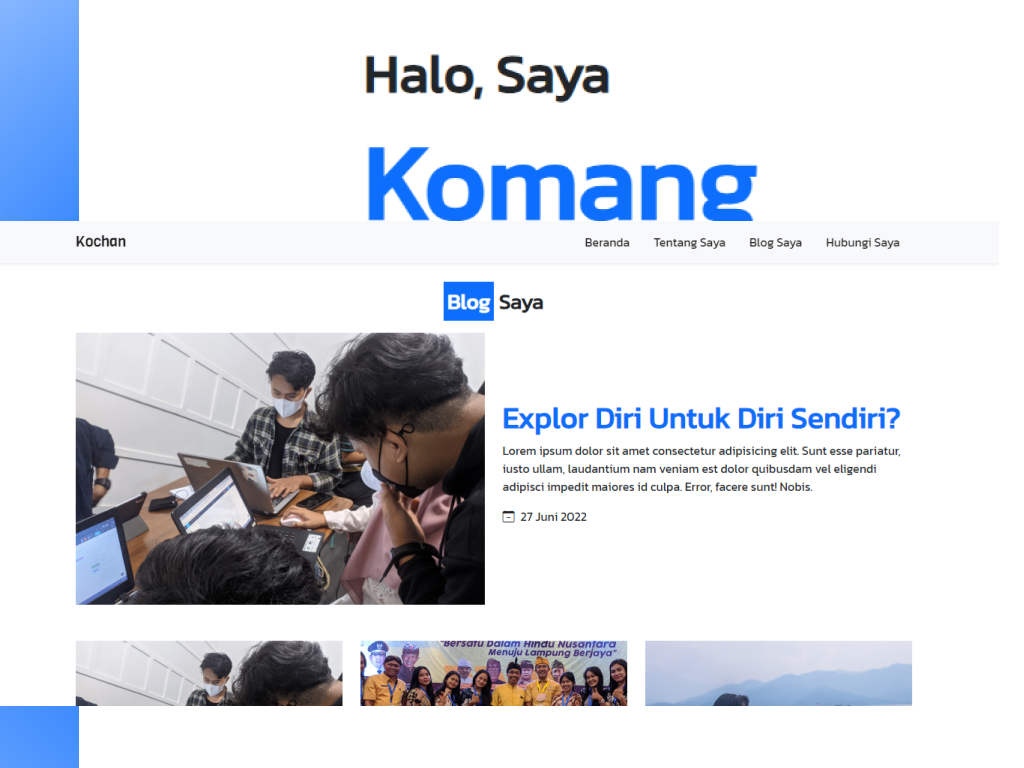 Halo, Saya
Komang
Kochan
Beranda Tentang Saya Blog Saya Hubungi Saya
Blog Saya
Explor Diri Untuk Diri Sendiri?
Lorem ipsum dolor sit amet consectetur adipisicing elit. Sunt esse pariatur,
iusto ullam, laudantium nam veniam est dolor quibusdam vel eligendi
adipisci impedit maiores id culpa. Error, facere sunt! Nobis.
27 Juni 2022
"Bersatu Dalam Hindu Nusantara
Menuju Lampung Berjaya"